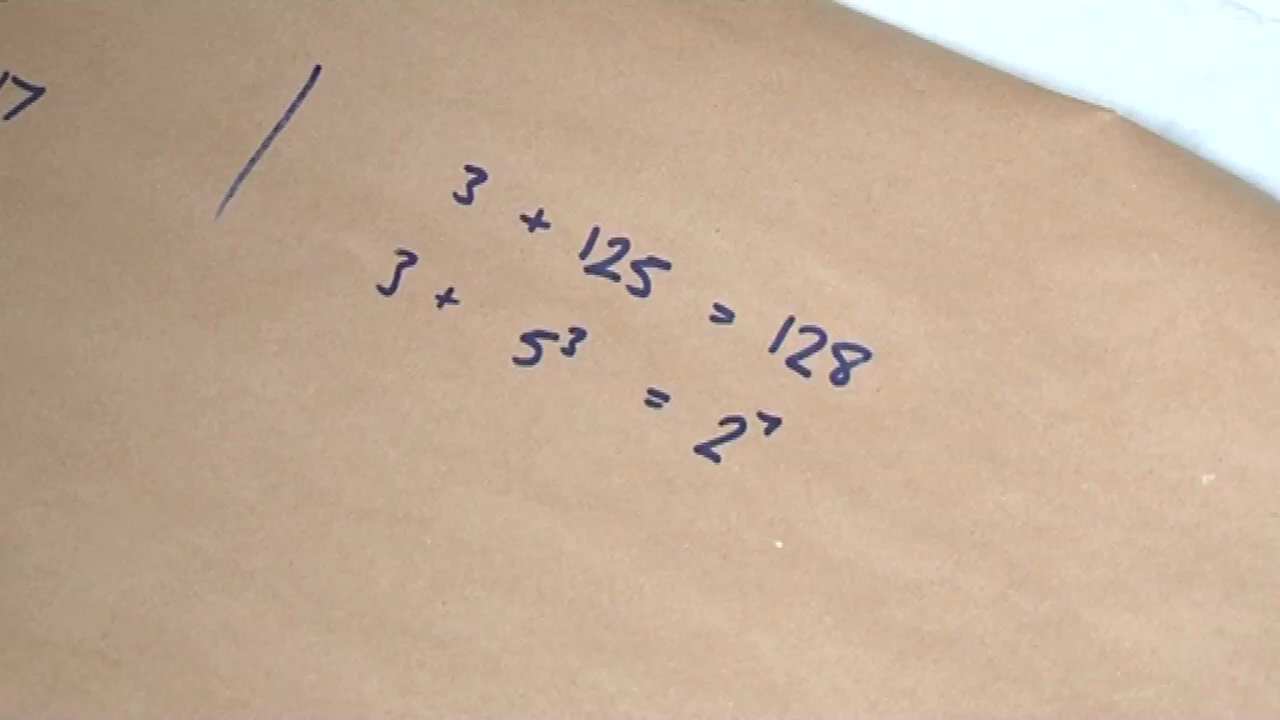 3 + 125 = 128
3 + 5³ = 2⁷